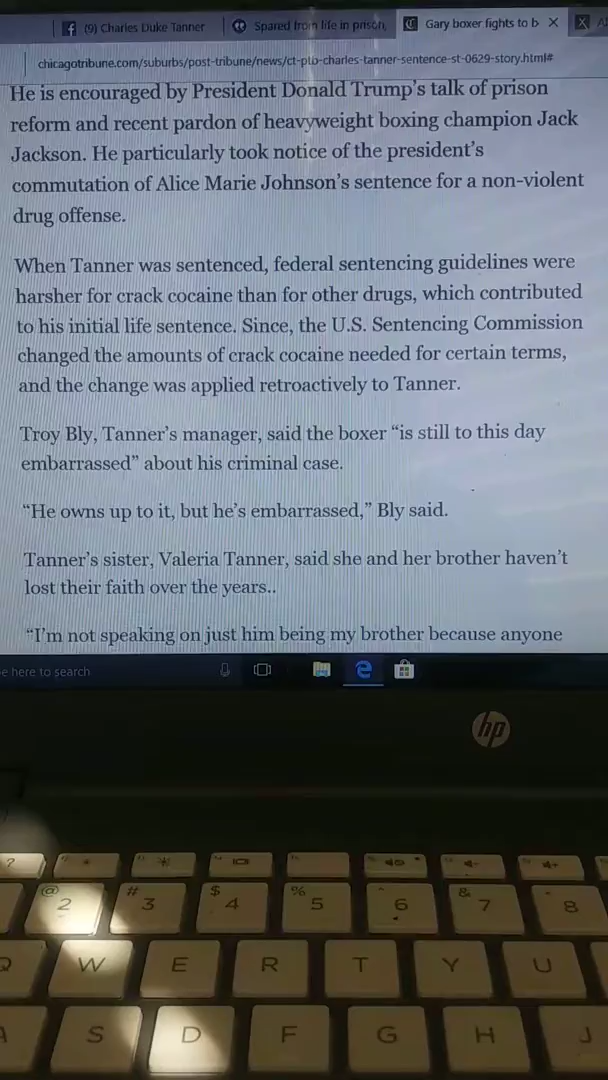 (9) Charles Duke Tanner
Spared from life in prison,
Gary boxer fights to b
chicagotribune.com/suburbs/post-tribune/news/ct-ptb-charles-tanner-sentence-st-0629-story.html#
He is encouraged by President Donald Trump's talk of prison
reform and recent pardon of heavyweight boxing champion Jack
Jackson. He particularly took notice of the president's
commutation of Alice Marie Johnson's sentence for a non-violent
drug offense.
When Tanner was sentenced, federal sentencing guidelines were
harsher for crack cocaine than for other drugs, which contributed
to his initial life sentence. Since, the U.S. Sentencing Commission
changed the amounts of crack cocaine needed for certain terms,
and the change was applied retroactively to Tanner.
Troy Bly, Tanner's manager, said the boxer “is still to this day
embarrassed” about his criminal case.
“He owns up to it, but he's embarrassed,” Bly said.
Tanner's sister, Valeria Tanner, said she and her brother haven't
lost their faith over the years..
“I'm not speaking on just him being my brother because anyone
e here to search
hp
?
@ # $ % ^ &
2 3 4 5 6 7 8
Q W E R T Y U
A S D F G H J